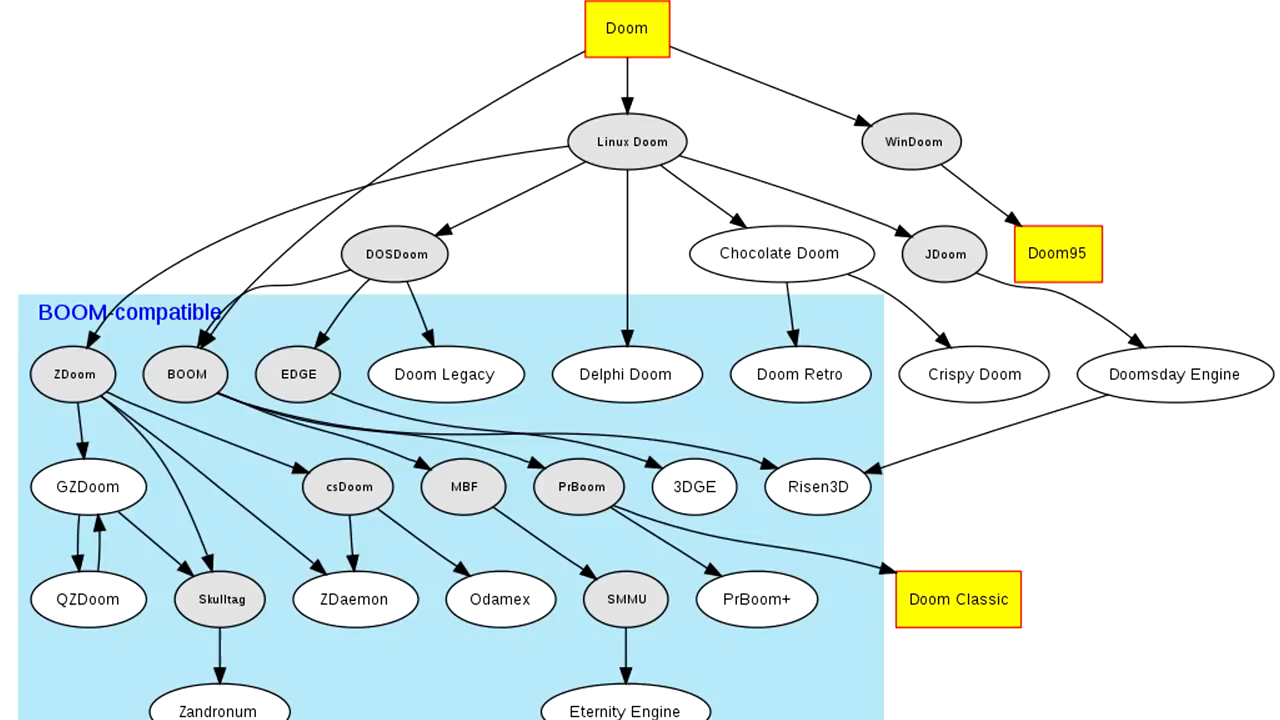 Doom
Linux Doom
WinDoom
DOSDoom
Chocolate Doom
JDoom
Doom95
BOOM-compatible
ZDoom
BOOM
EDGE
Doom Legacy
Delphi Doom
Doom Retro
Crispy Doom
Doomsday Engine
GZDoom
csDoom
MBF
PrBoom
3DGE
Risen3D
QZDoom
Skulltag
ZDaemon
Odamex
SMMU
PrBoom+
Doom Classic
Zandronum
Eternity Engine